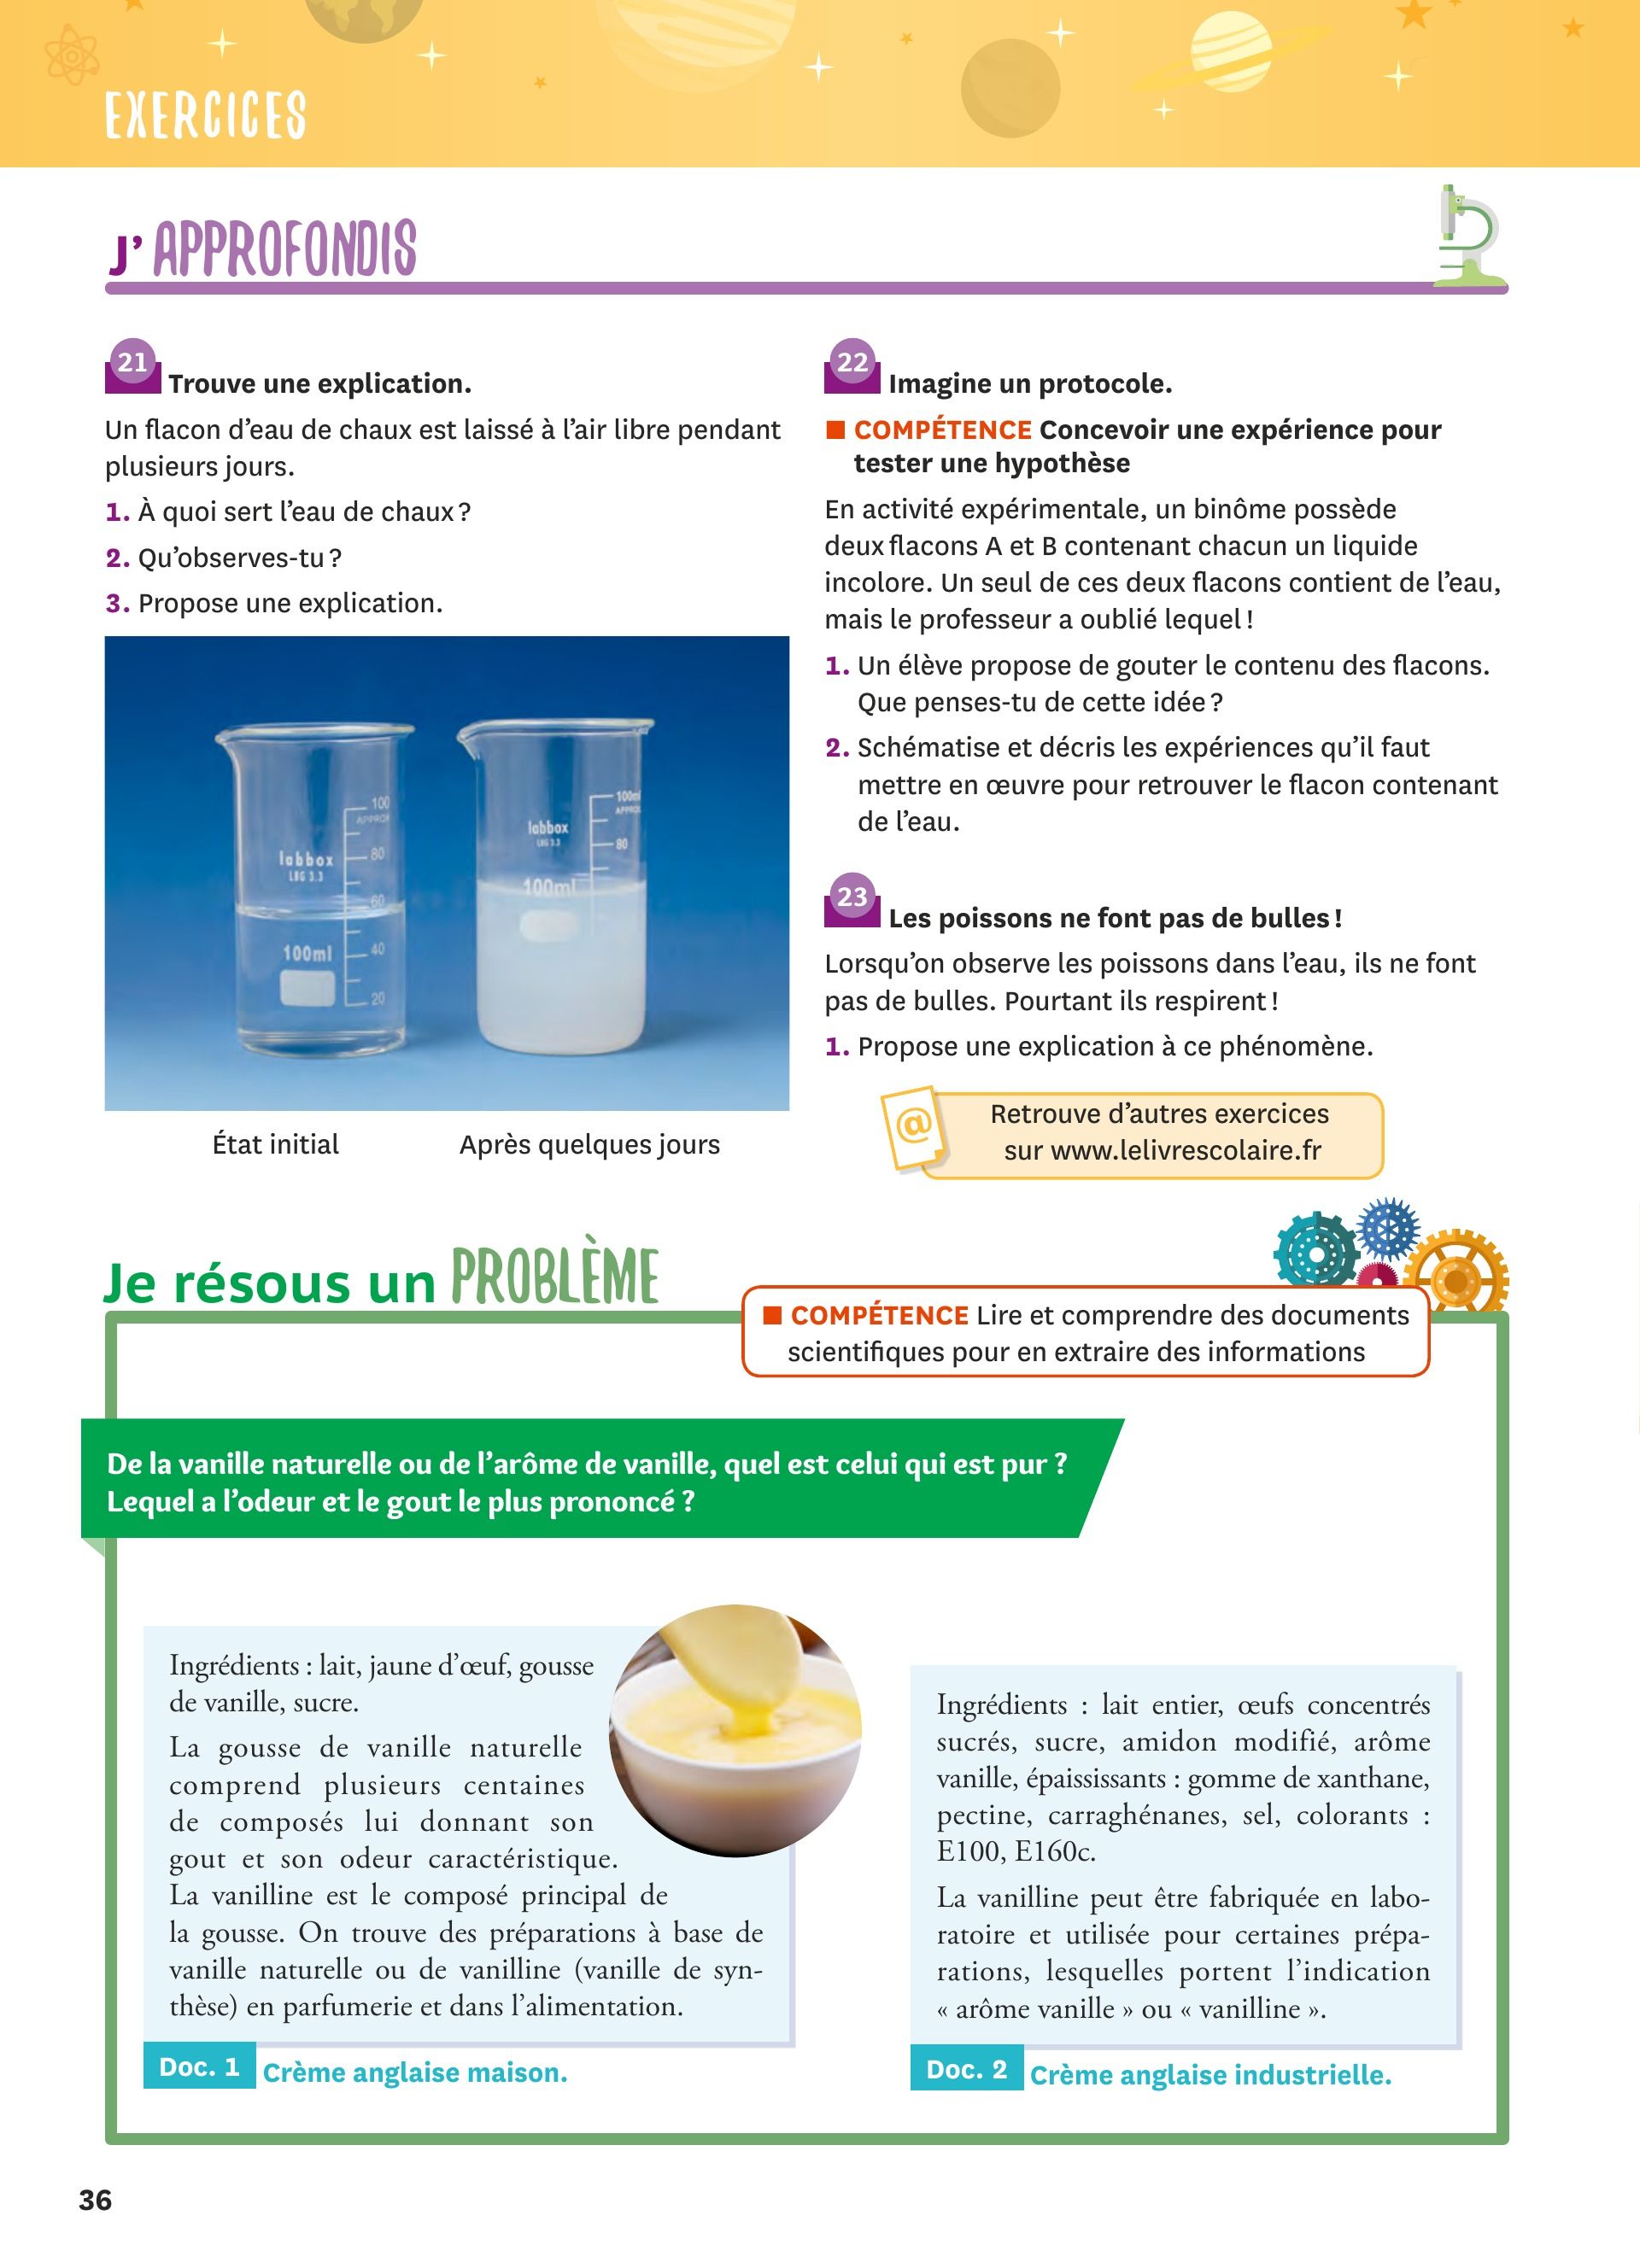 EXERCICES
J’APPROFONDIS
21 Trouve une explication.
Un flacon d’eau de chaux est laissé à l’air libre pendant
plusieurs jours.
1. À quoi sert l’eau de chaux ?
2. Qu’observes-tu ?
3. Propose une explication.
100
APPROX
80
60
40
20
labbox
LBG 3.3
100ml
100ml
APPROX
80
labbox
LBG 3.3
100ml
État initial
Après quelques jours
22 Imagine un protocole.
COMPÉTENCE Concevoir une expérience pour
tester une hypothèse
En activité expérimentale, un binôme possède
deux flacons A et B contenant chacun un liquide
incolore. Un seul de ces deux flacons contient de l’eau,
mais le professeur a oublié lequel !
1. Un élève propose de gouter le contenu des flacons.
Que penses-tu de cette idée ?
2. Schématise et décris les expériences qu’il faut
mettre en œuvre pour retrouver le flacon contenant
de l’eau.
23 Les poissons ne font pas de bulles !
Lorsqu’on observe les poissons dans l’eau, ils ne font
pas de bulles. Pourtant ils respirent !
1. Propose une explication à ce phénomène.
@
Retrouve d’autres exercices
sur www.lelivrescolaire.fr
Je résous un PROBLÈME
COMPÉTENCE Lire et comprendre des documents
scientifiques pour en extraire des informations
De la vanille naturelle ou de l’arôme de vanille, quel est celui qui est pur ?
Lequel a l’odeur et le gout le plus prononcé ?
Ingrédients : lait, jaune d’œuf, gousse
de vanille, sucre.
La gousse de vanille naturelle
comprend plusieurs centaines
de composés lui donnant son
gout et son odeur caractéristique.
La vanilline est le composé principal de
la gousse. On trouve des préparations à base de
vanille naturelle ou de vanilline (vanille de syn-
thèse) en parfumerie et dans l’alimentation.
Doc. 1 Crème anglaise maison.
Ingrédients : lait entier, œufs concentrés
sucrés, sucre, amidon modifié, arôme
vanille, épaississants : gomme de xanthane,
pectine, carraghénanes, sel, colorants :
E100, E160c.
La vanilline peut être fabriquée en labo-
ratoire et utilisée pour certaines prépa-
rations, lesquelles portent l’indication
« arôme vanille » ou « vanilline ».
Doc. 2 Crème anglaise industrielle.
36